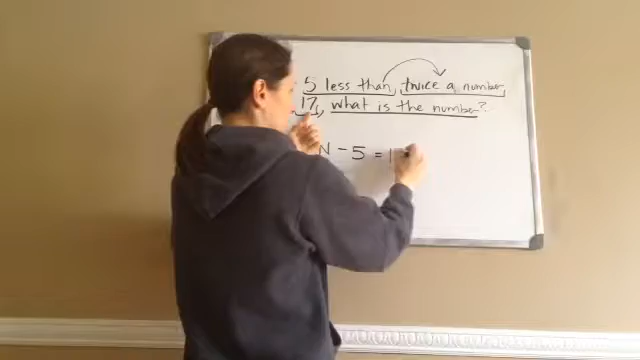 5 less than twice a number
17, what is the number?
N - 5 = 1